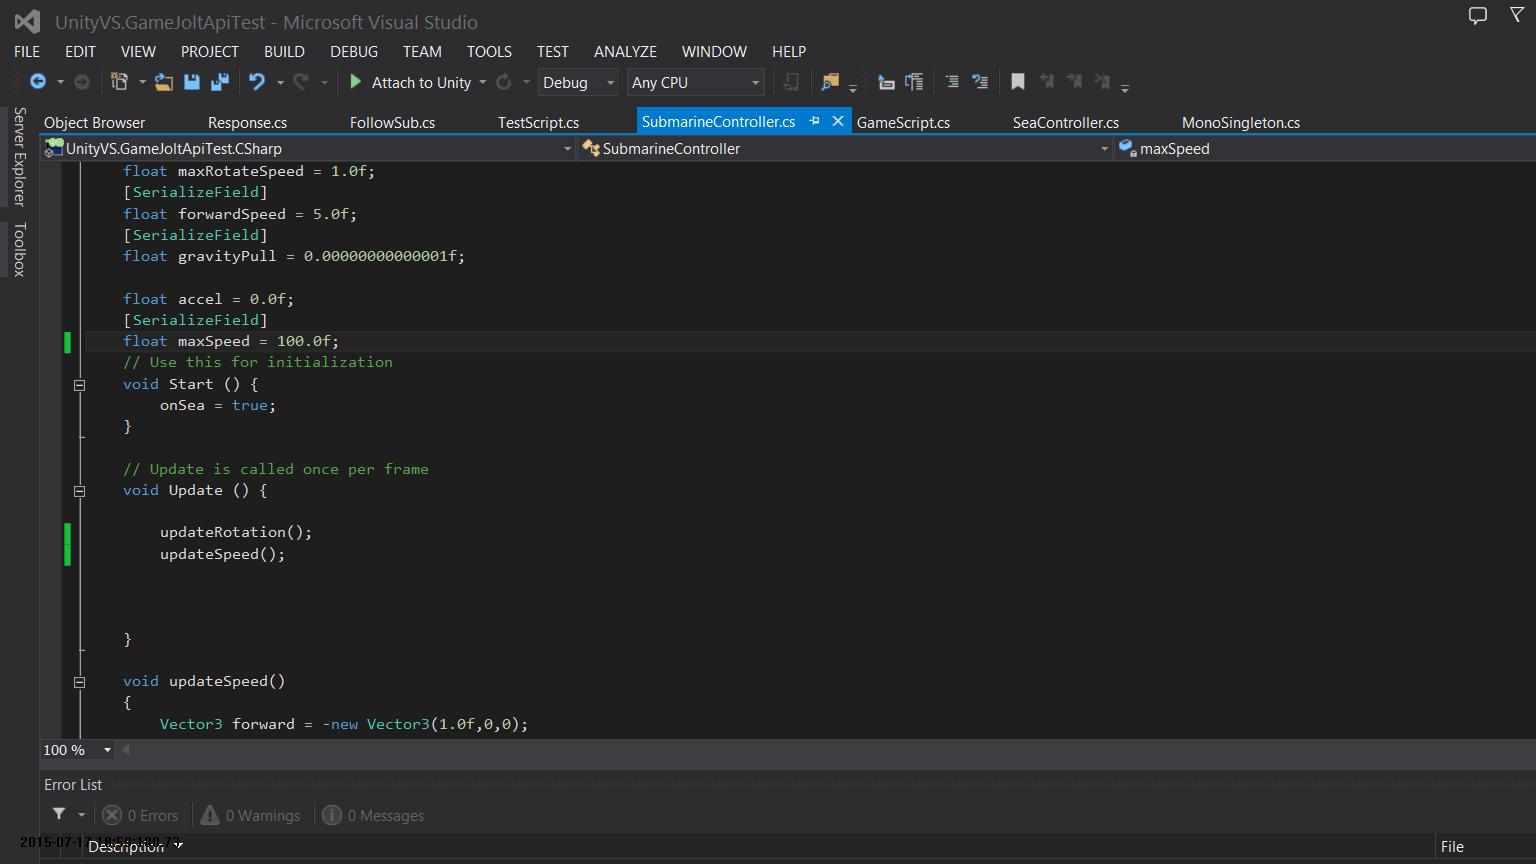 UnityVS.GameJoltApiTest - Microsoft Visual Studio
FILE EDIT VIEW PROJECT BUILD DEBUG TEAM TOOLS TEST ANALYZE WINDOW HELP
Attach to Unity Debug Any CPU
Server Explorer
Toolbox
Object Browser Response.cs FollowSub.cs TestScript.cs SubmarineController.cs GameScript.cs SeaController.cs MonoSingleton.cs
UnityVS.GameJoltApiTest.CSharp SubmarineController maxSpeed
float maxRotateSpeed = 1.0f;
[SerializeField]
float forwardSpeed = 5.0f;
[SerializeField]
float gravityPull = 0.00000000000001f;
float accel = 0.0f;
[SerializeField]
float maxSpeed = 100.0f;
// Use this for initialization
void Start () {
onSea = true;
}
// Update is called once per frame
void Update () {
updateRotation();
updateSpeed();
}
void updateSpeed()
{
Vector3 forward = -new Vector3(1.0f,0,0);
100 %
Error List
0 Errors 0 Warnings 0 Messages
Description File